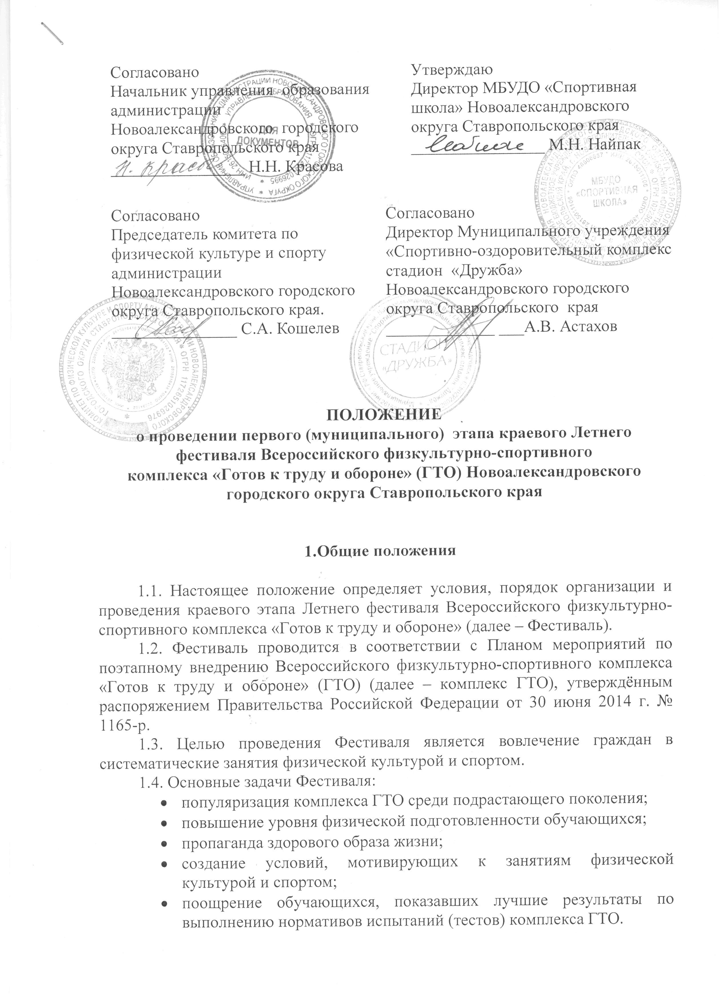 Согласовано
Начальник управления образования
администрации
Новоалександровского городского
округа Ставропольского края
Н.Н. Красова
Утверждаю
Директор МБУДО «Спортивная
школа» Новоалександровского
округа Ставропольского края
М.Н. Найпак
ДЛЯ
ДОКУМЕНТОВ
МБУДО
«СПОРТИВНАЯ
ШКОЛА»
Согласовано
Председатель комитета по
физической культуре и спорту
администрации
Новоалександровского городского
округа Ставропольского края.
С.А. Кошелев
Согласовано
Директор Муниципального учреждения
«Спортивно-оздоровительный комплекс
стадион «Дружба»
Новоалександровского городского
округа Ставропольского края
А.В. Астахов
СТАДИОН
«ДРУЖБА»
ПОЛОЖЕНИЕ
о проведении первого (муниципального) этапа краевого Летнего
фестиваля Всероссийского физкультурно-спортивного
комплекса «Готов к труду и обороне» (ГТО) Новоалександровского
городского округа Ставропольского края
1.Общие положения
1.1. Настоящее положение определяет условия, порядок организации и
проведения краевого этапа Летнего фестиваля Всероссийского физкультурно-
спортивного комплекса «Готов к труду и обороне» (далее – Фестиваль).
1.2. Фестиваль проводится в соответствии с Планом мероприятий по
поэтапному внедрению Всероссийского физкультурно-спортивного комплекса
«Готов к труду и обороне» (ГТО) (далее – комплекс ГТО), утверждённым
распоряжением Правительства Российской Федерации от 30 июня 2014 г. №
1165-р.
1.3. Целью проведения Фестиваля является вовлечение граждан в
систематические занятия физической культурой и спортом.
1.4. Основные задачи Фестиваля:
• популяризация комплекса ГТО среди подрастающего поколения;
• повышение уровня физической подготовленности обучающихся;
• пропаганда здорового образа жизни;
• создание условий, мотивирующих к занятиям физической
культурой и спортом;
• поощрение обучающихся, показавших лучшие результаты по
выполнению нормативов испытаний (тестов) комплекса ГТО.